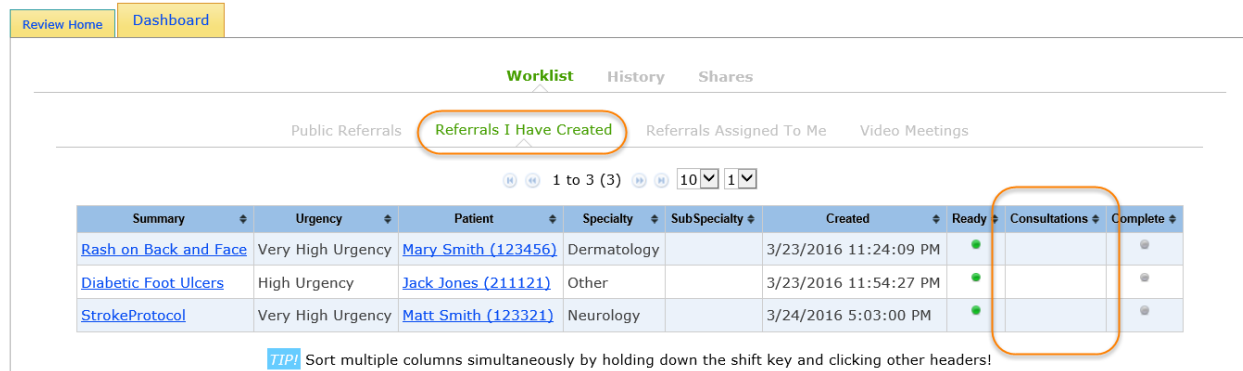 Review Home Dashboard
Worklist History Shares
Public Referrals Referrals I Have Created Referrals Assigned To Me Video Meetings
1 to 3 (3) 10 1
Summary Urgency Patient Specialty SubSpecialty Created Ready Consultations Complete
Rash on Back and Face Very High Urgency Mary Smith (123456) Dermatology 3/23/2016 11:24:09 PM
Diabetic Foot Ulcers High Urgency Jack Jones (211121) Other 3/23/2016 11:54:27 PM
StrokeProtocol Very High Urgency Matt Smith (123321) Neurology 3/24/2016 5:03:00 PM
TIP! Sort multiple columns simultaneously by holding down the shift key and clicking other headers!